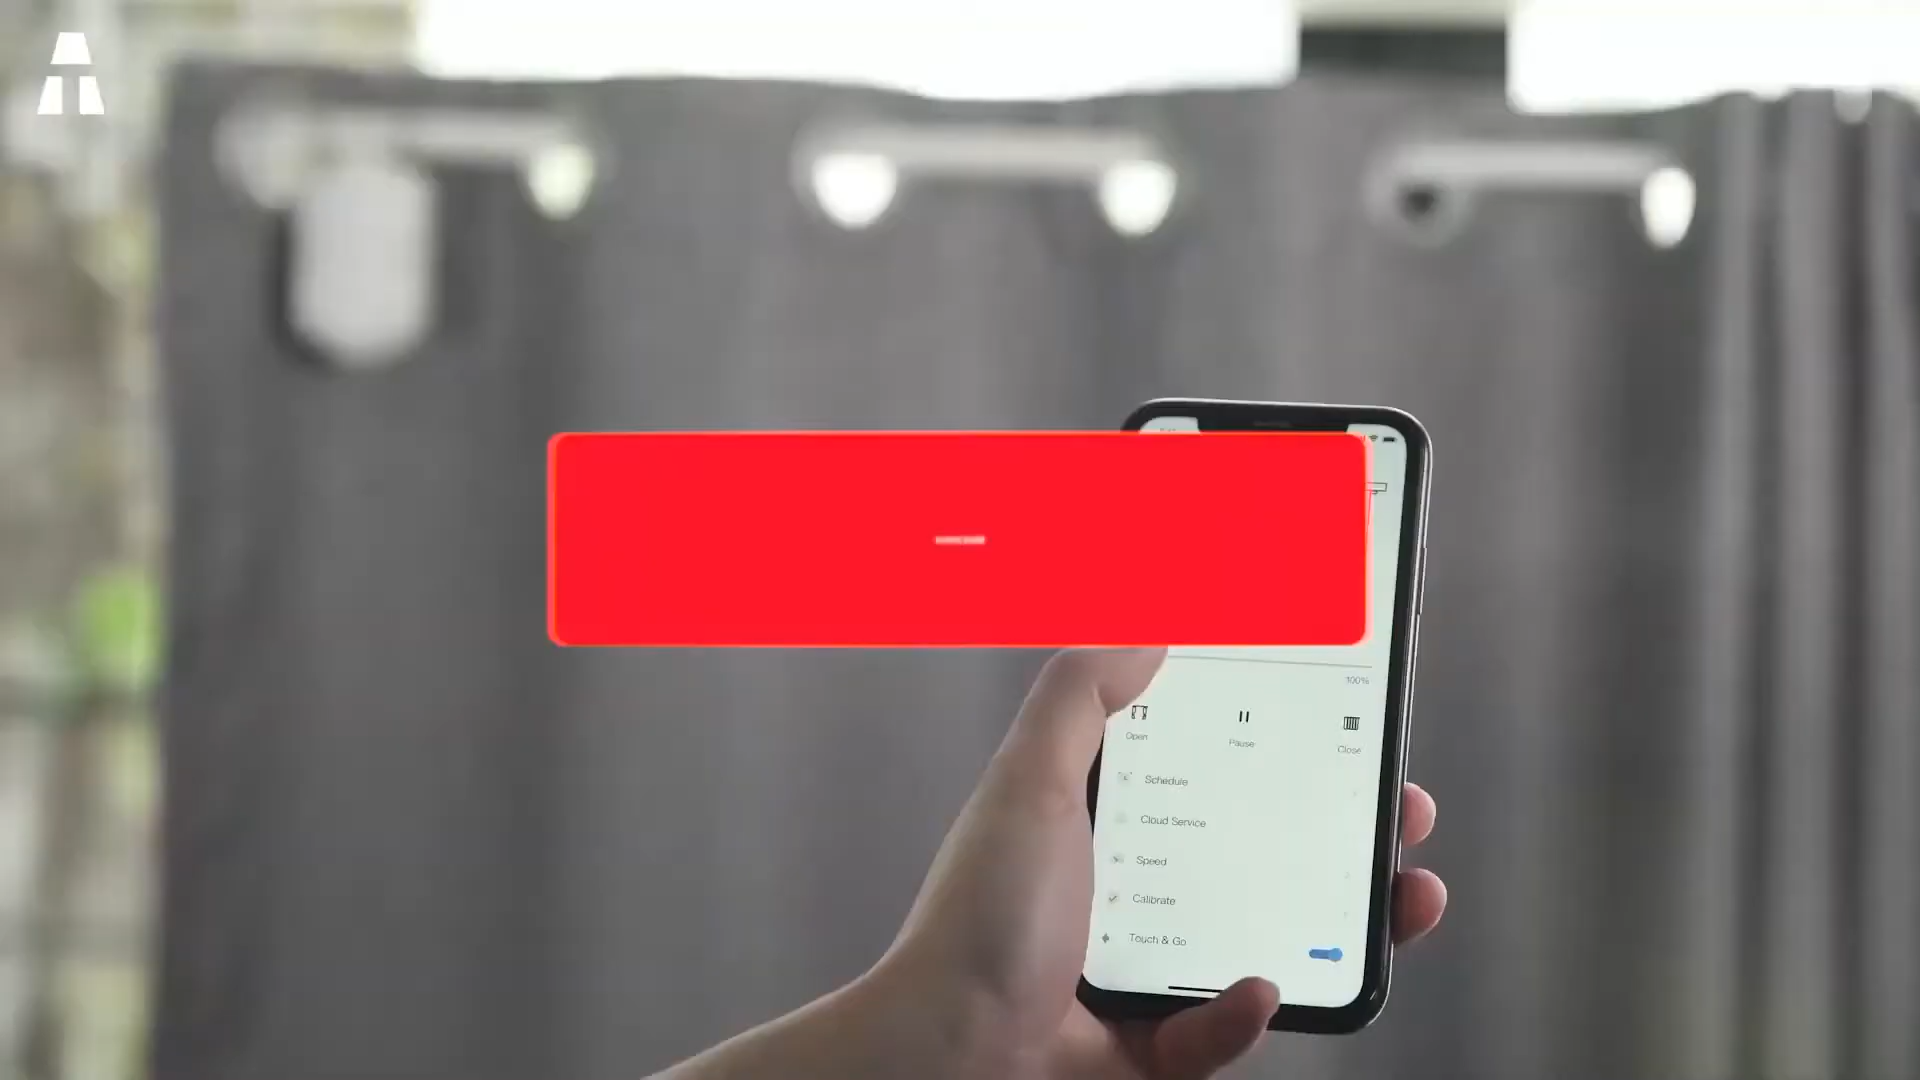 100%
Open
Pause
Close
Schedule
Cloud Service
Speed
Calibrate
Touch & Go